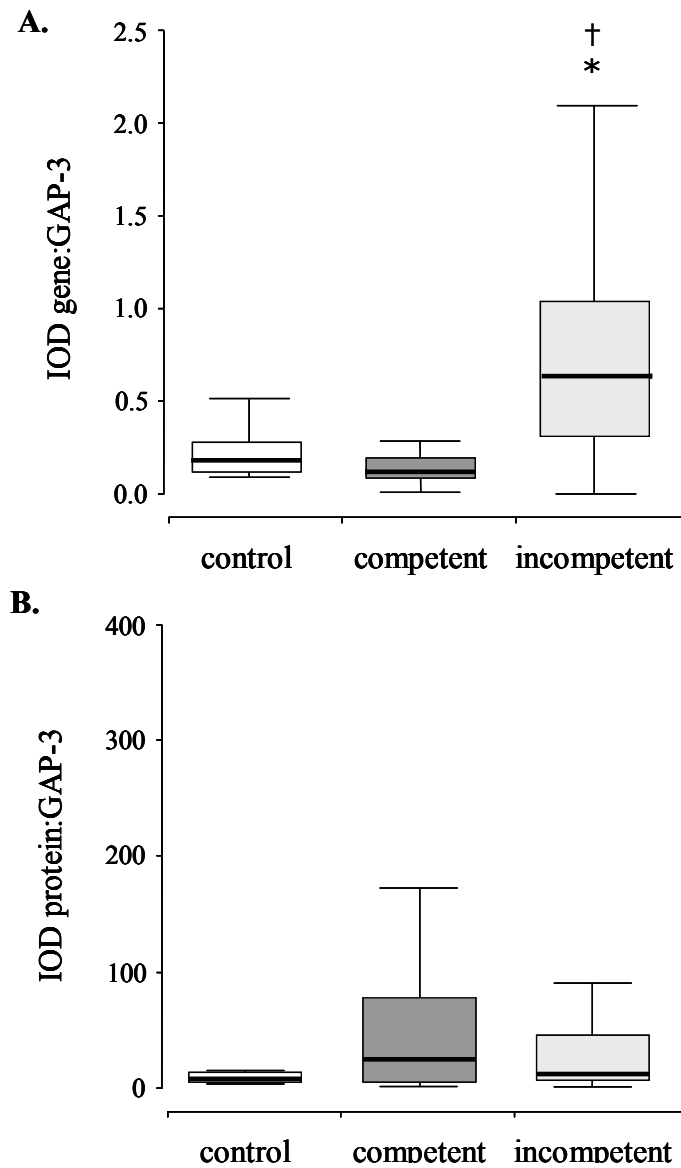 A.
IOD gene:GAP-3
2.5
2.0
1.5
1.0
0.5
0.0
†
*
control competent incompetent
B.
IOD protein:GAP-3
400
300
200
100
0
control competent incompetent